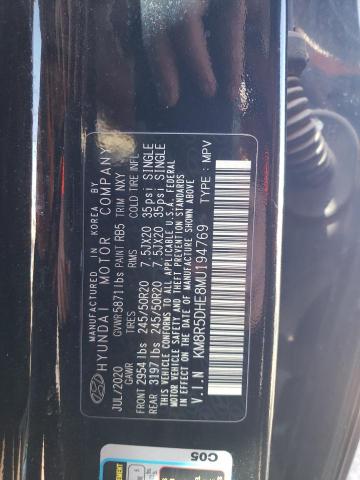 MANUFACTURED IN KOREA BY
HYUNDAI MOTOR COMPANY
JUL/2020 GVWR 5871 lbs PAINT RB5 TRIM NXY
GAWR TIRES RIMS COLD TIRE INFL
FRONT 2954 lbs 245/50R20 7.5JX20 35psi SINGLE
REAR 3197 lbs 245/50R20 7.5JX20 35psi SINGLE
THIS VEHICLE CONFORMS TO ALL APPLICABLE U.S.A. FEDERAL
MOTOR VEHICLE SAFETY AND THEFT PREVENTION STANDARDS
IN EFFECT ON THE DATE OF MANUFACTURE SHOWN ABOVE.
V.I.N KM8R5DHE8MU194769 TYPE: MPV
C05